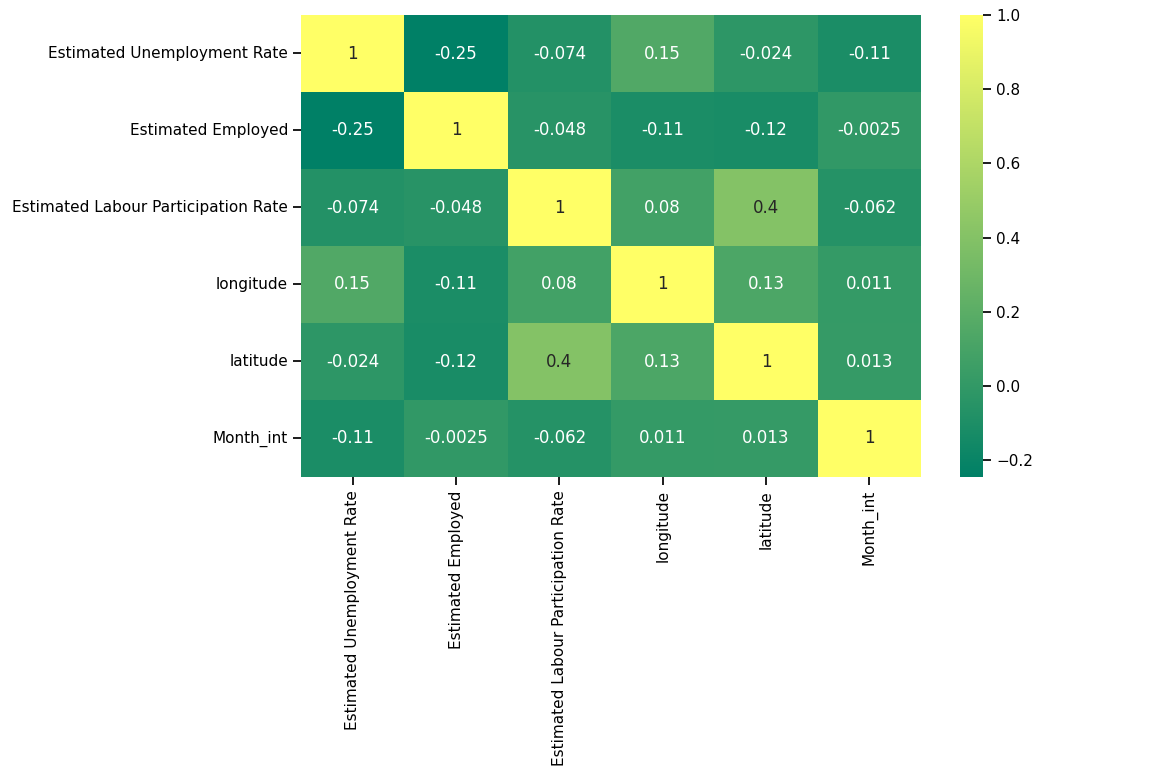 Estimated Unemployment Rate 1 -0.25 -0.074 0.15 -0.024 -0.11
Estimated Employed -0.25 1 -0.048 -0.11 -0.12 -0.0025
Estimated Labour Participation Rate -0.074 -0.048 1 0.08 0.4 -0.062
longitude 0.15 -0.11 0.08 1 0.13 0.011
latitude -0.024 -0.12 0.4 0.13 1 0.013
Month_int -0.11 -0.0025 -0.062 0.011 0.013 1
Estimated Unemployment Rate
Estimated Employed
Estimated Labour Participation Rate
longitude
latitude
Month_int
1.0
0.8
0.6
0.4
0.2
0.0
−0.2